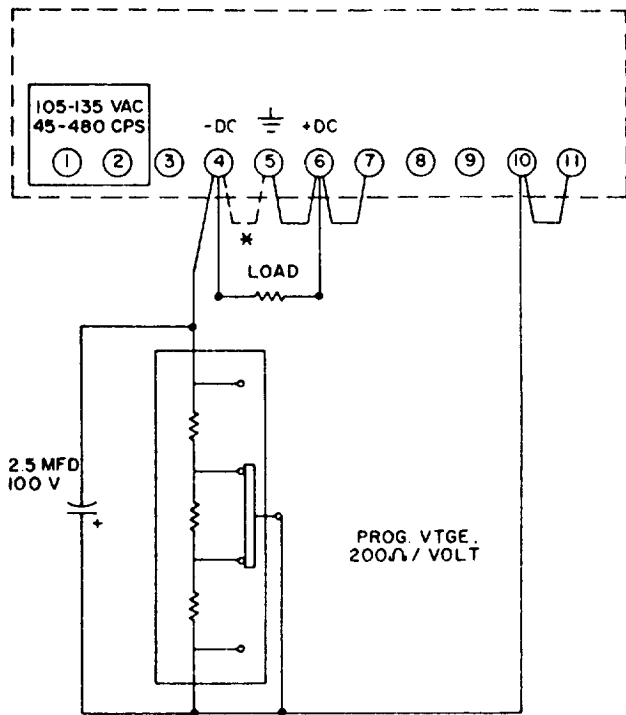 105-135 VAC
45-480 CPS
-DC +DC
1 2 3 4 5 6 7 8 9 10 11
*
LOAD
2.5 MFD
100 V
+
PROG. VTGE.
200Ω / VOLT